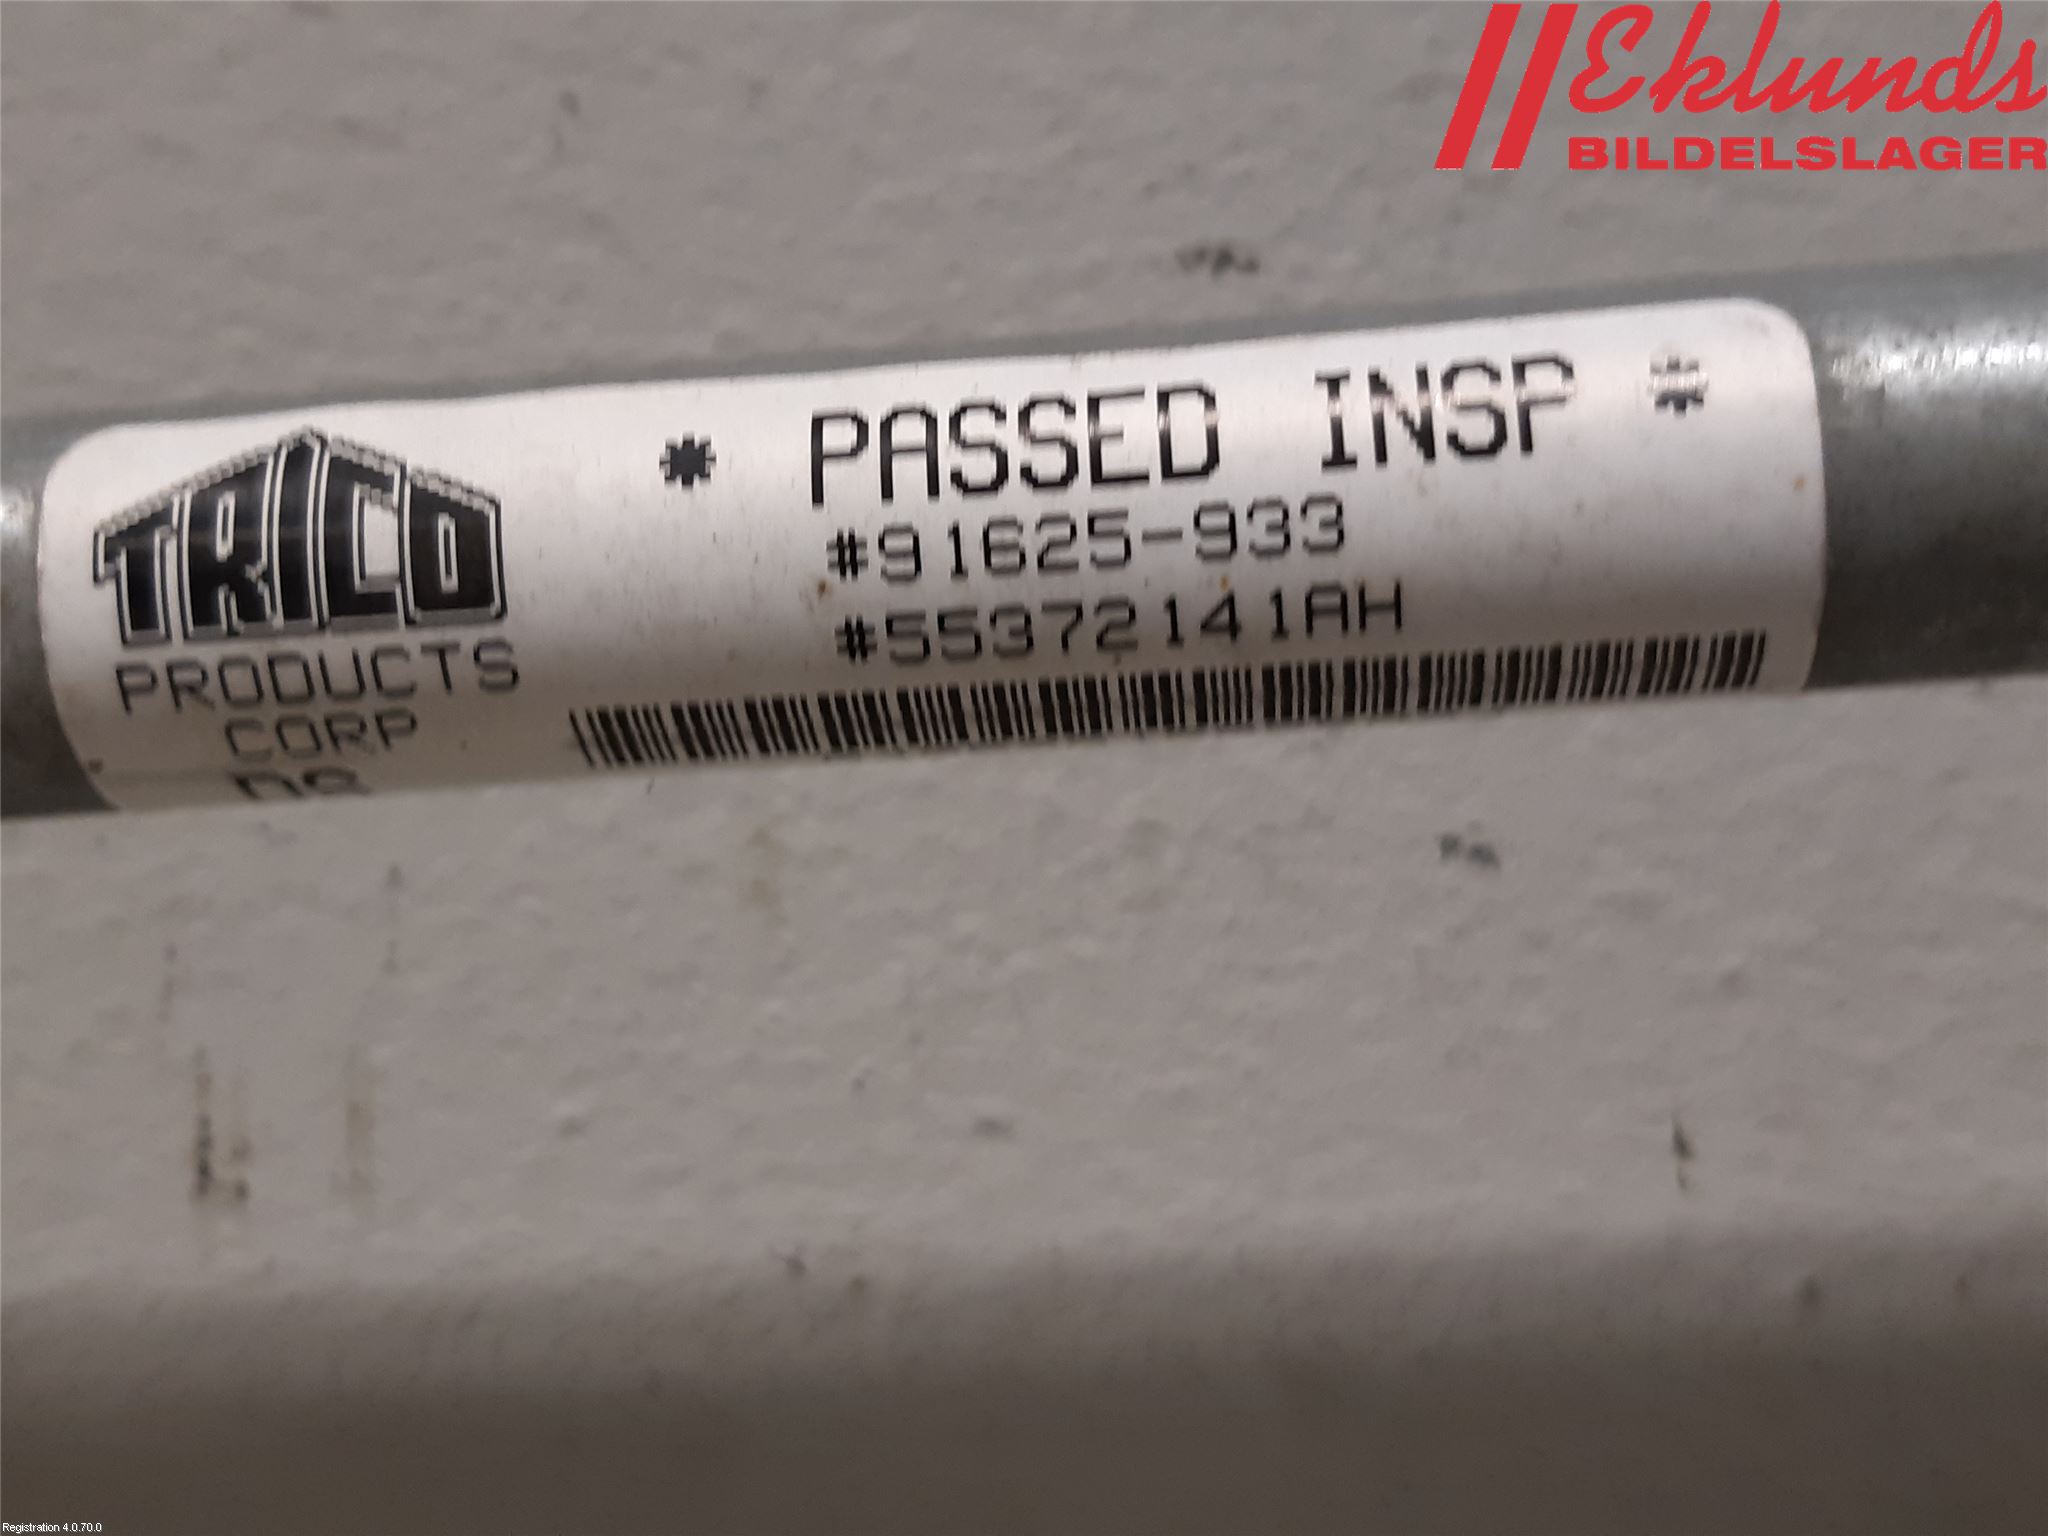 Eklunds
BILDELSLAGER
TRICO
PRODUCTS
CORP
* PASSED INSP *
#91625-933
#55372141AH
Registration 4.0.70.0